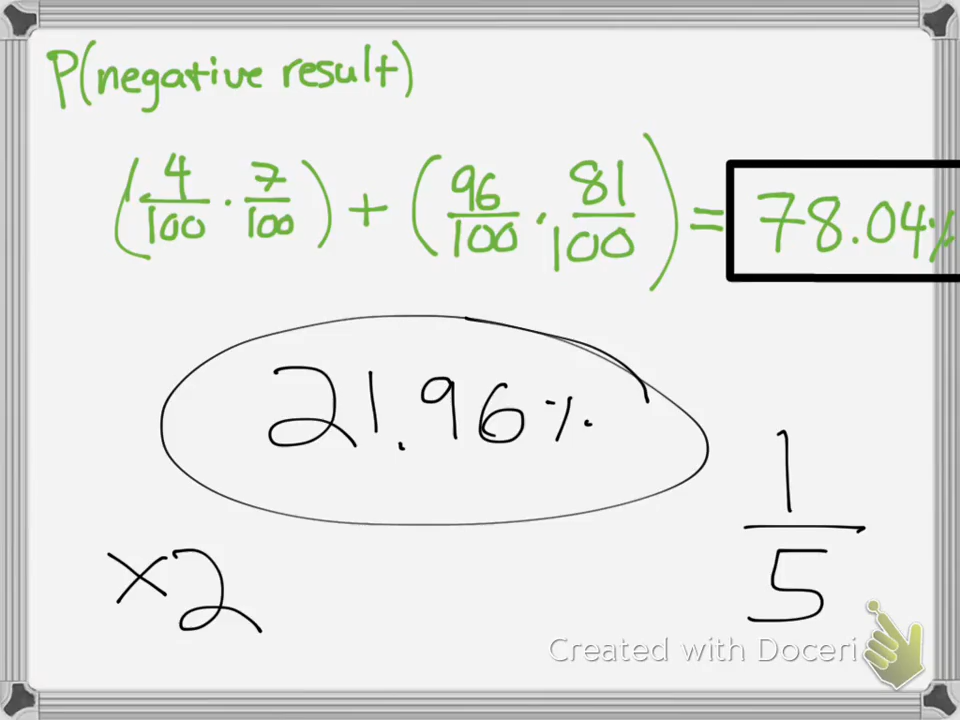 P(negative result)
(4/100 · 7/100) + (96/100 · 81/100) = 78.04%
21.96%
1/5
×2
Created with Doceri